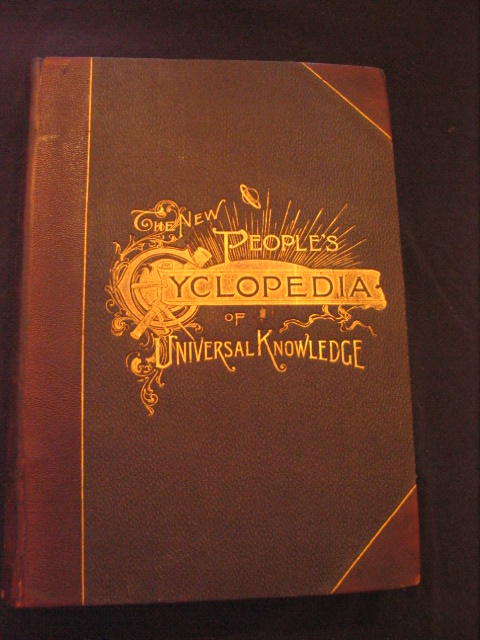 The New
People's
Cyclopedia
of
Universal Knowledge